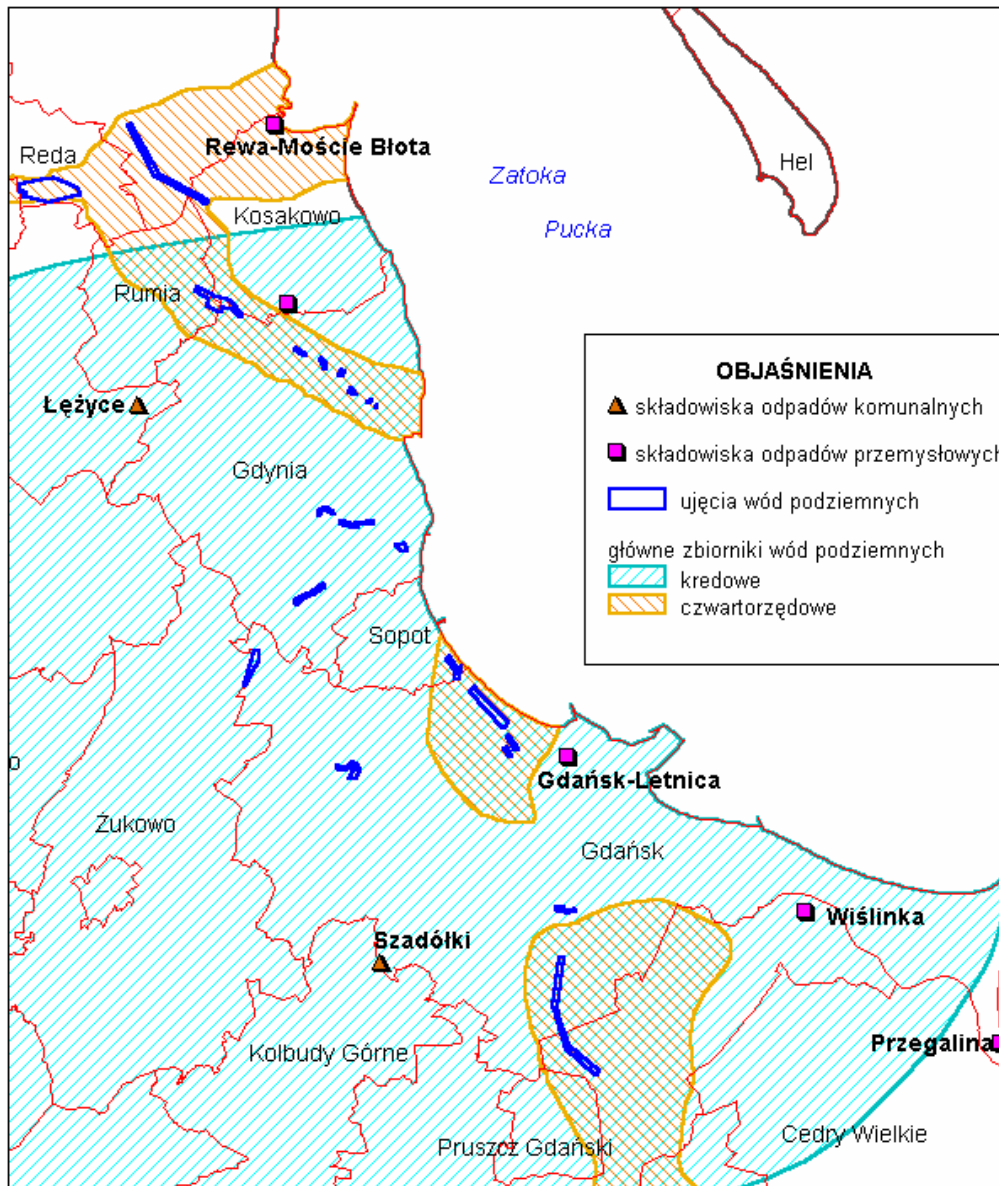 Rewa-Moście Błota
Reda
Hel
Zatoka
Pucka
Kosakowo
Rumia
OBJAŚNIENIA
składowiska odpadów komunalnych
składowiska odpadów przemysłowych
ujęcia wód podziemnych
główne zbiorniki wód podziemnych
kredowe
czwartorzędowe
Łężyce
Gdynia
Sopot
o
Gdańsk-Letnica
Żukowo
Gdańsk
Wiślinka
Szadółki
Przegalina
Kolbudy Górne
Pruszcz Gdański
Cedry Wielkie